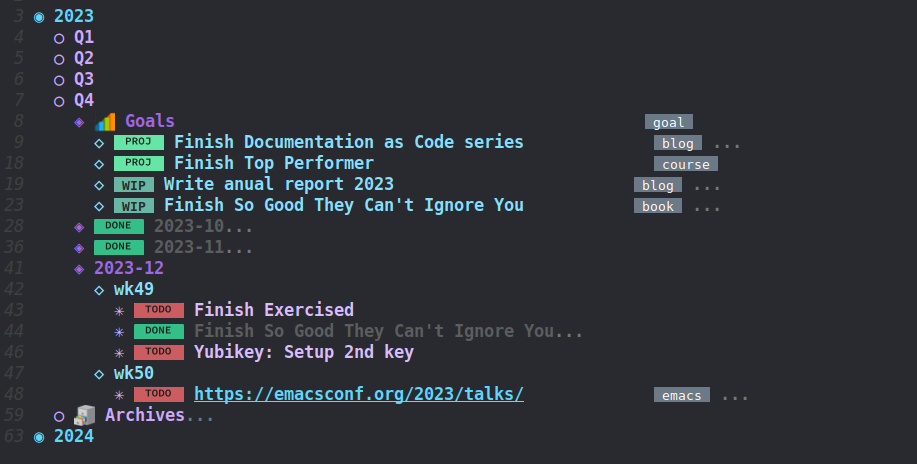 3 ◉ 2023
4 ○ Q1
5 ○ Q2
6 ○ Q3
7 ○ Q4
8 ◈ Goals goal
9 ◇ PROJ Finish Documentation as Code series blog ...
18 ◇ PROJ Finish Top Performer course
19 ◇ WIP Write anual report 2023 blog ...
23 ◇ WIP Finish So Good They Can't Ignore You book ...
28 ◈ DONE 2023-10...
36 ◈ DONE 2023-11...
41 ◈ 2023-12
42 ◇ wk49
43 ✳ TODO Finish Exercised
44 ✳ DONE Finish So Good They Can't Ignore You...
46 ✳ TODO Yubikey: Setup 2nd key
47 ◇ wk50
48 ✳ TODO https://emacsconf.org/2023/talks/ emacs ...
59 ○ Archives...
63 ◉ 2024